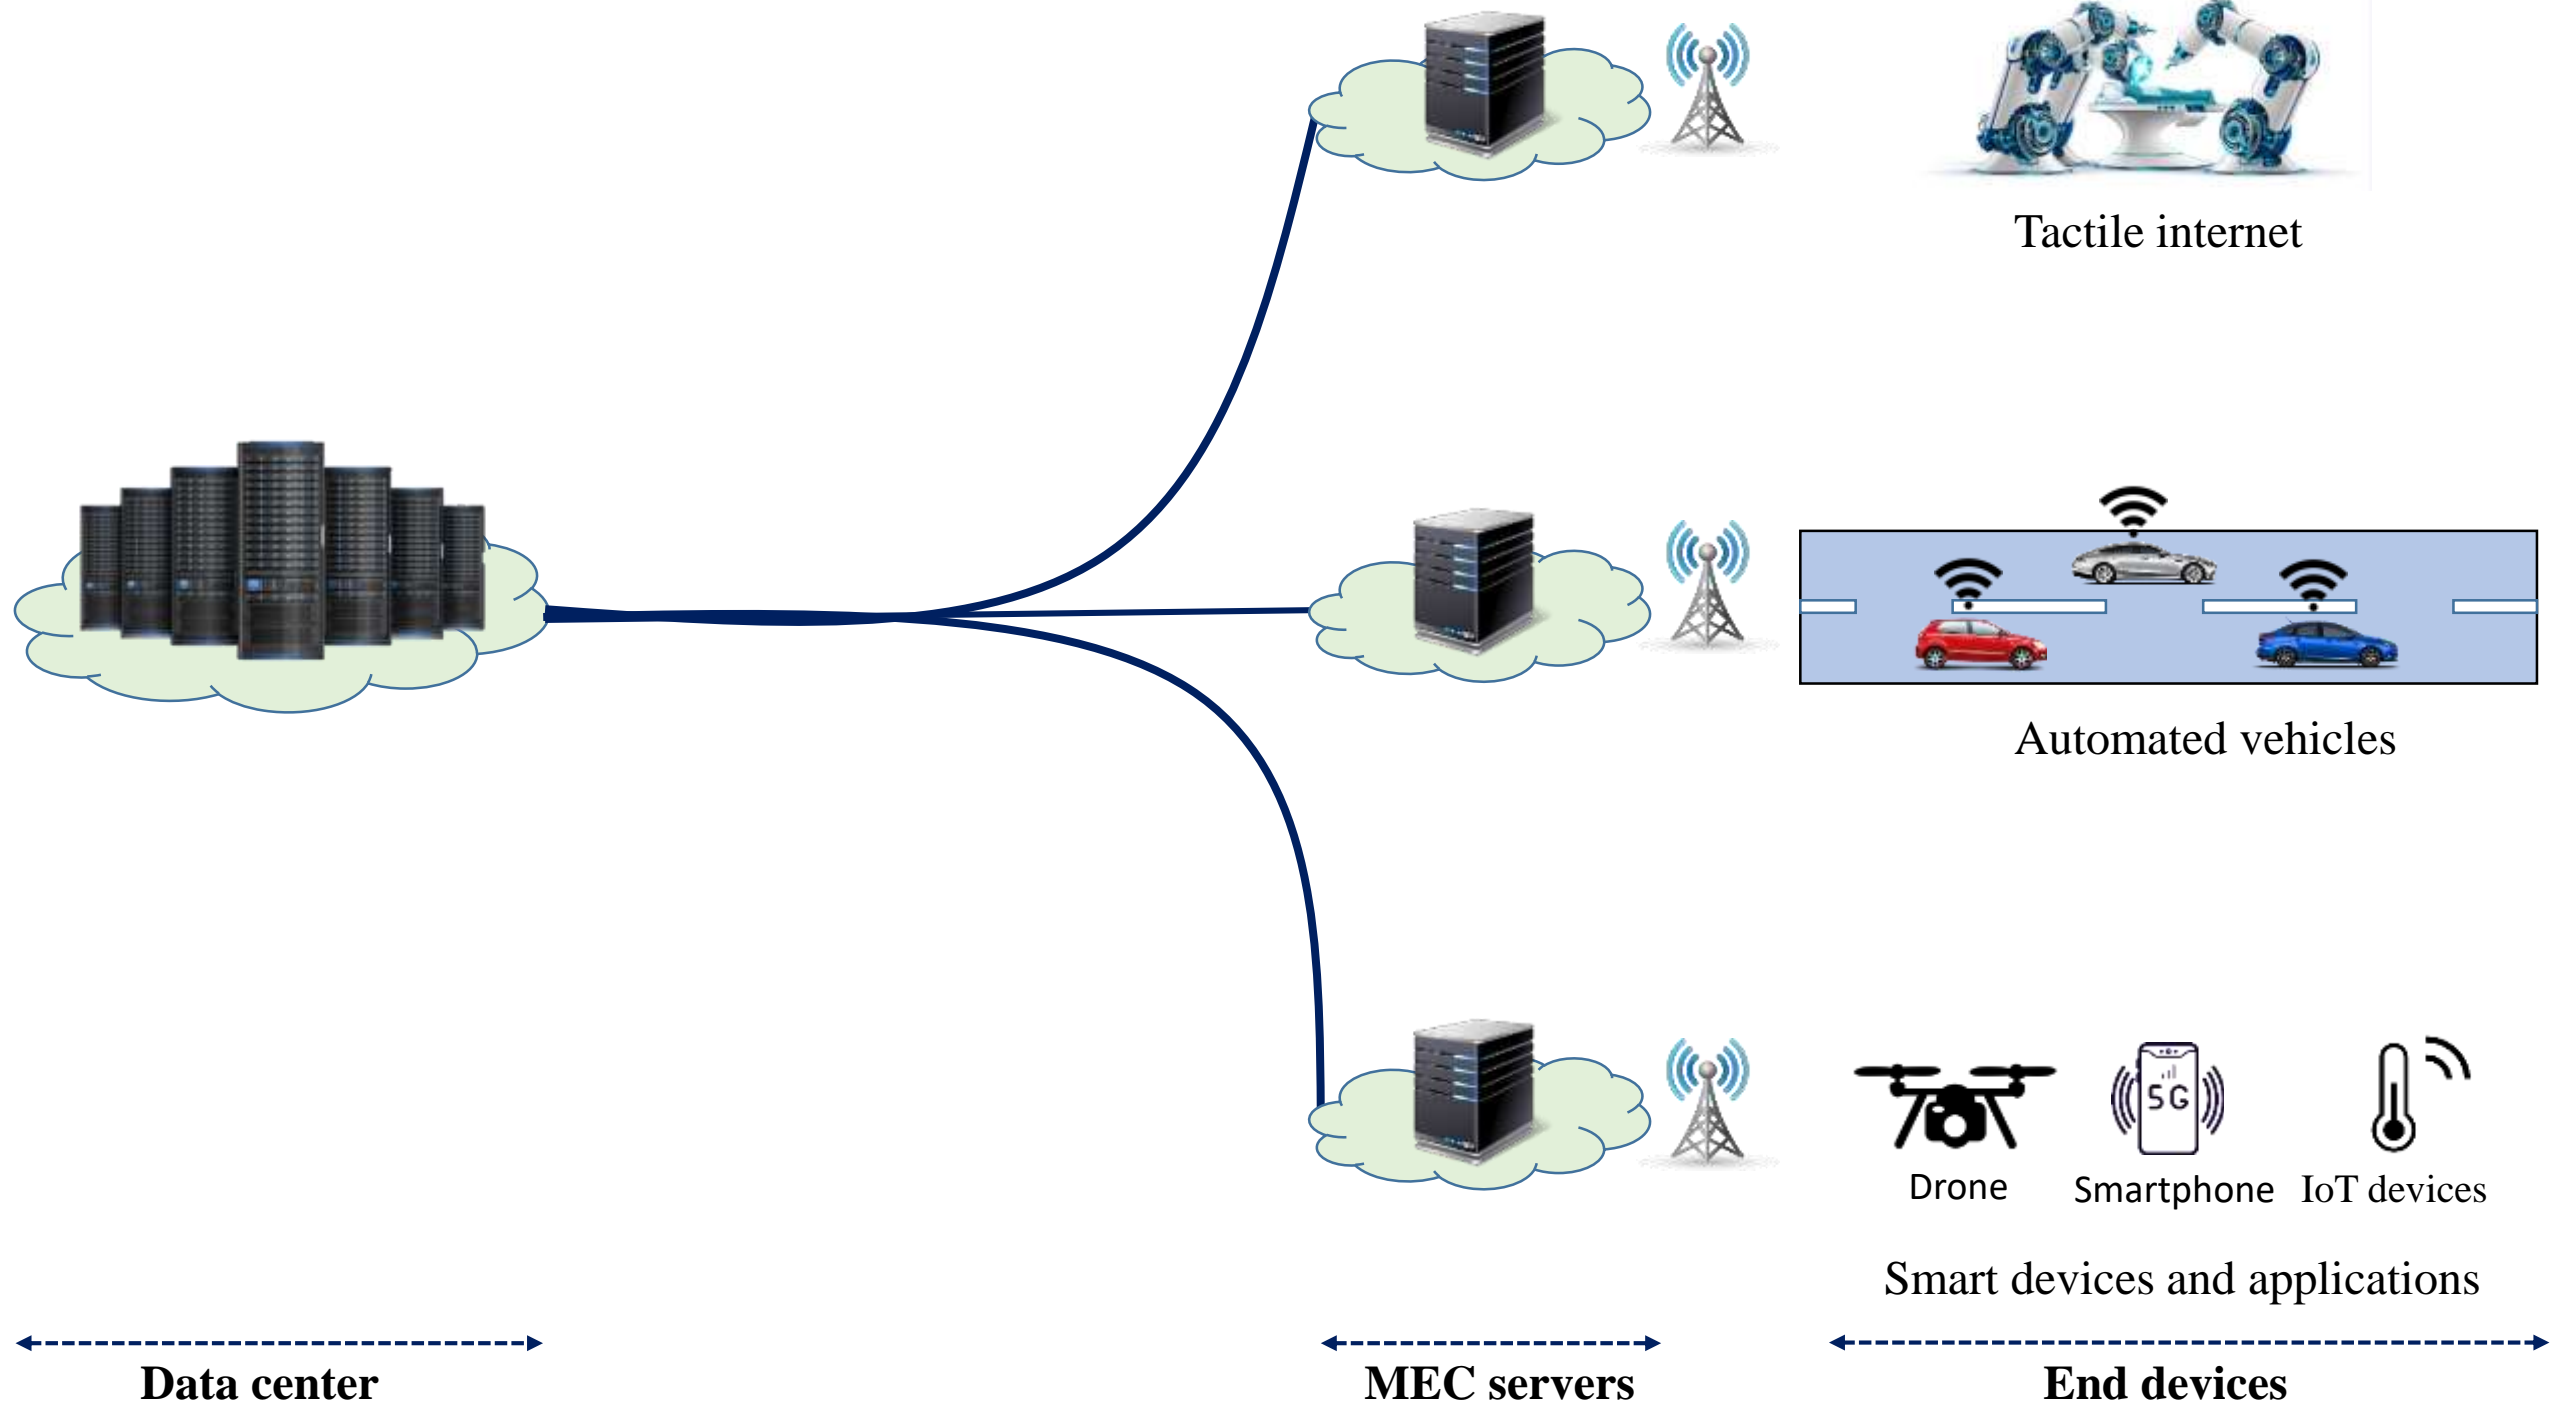 Tactile internet
Automated vehicles
5G
Drone
Smartphone
IoT devices
Smart devices and applications
Data center
MEC servers
End devices